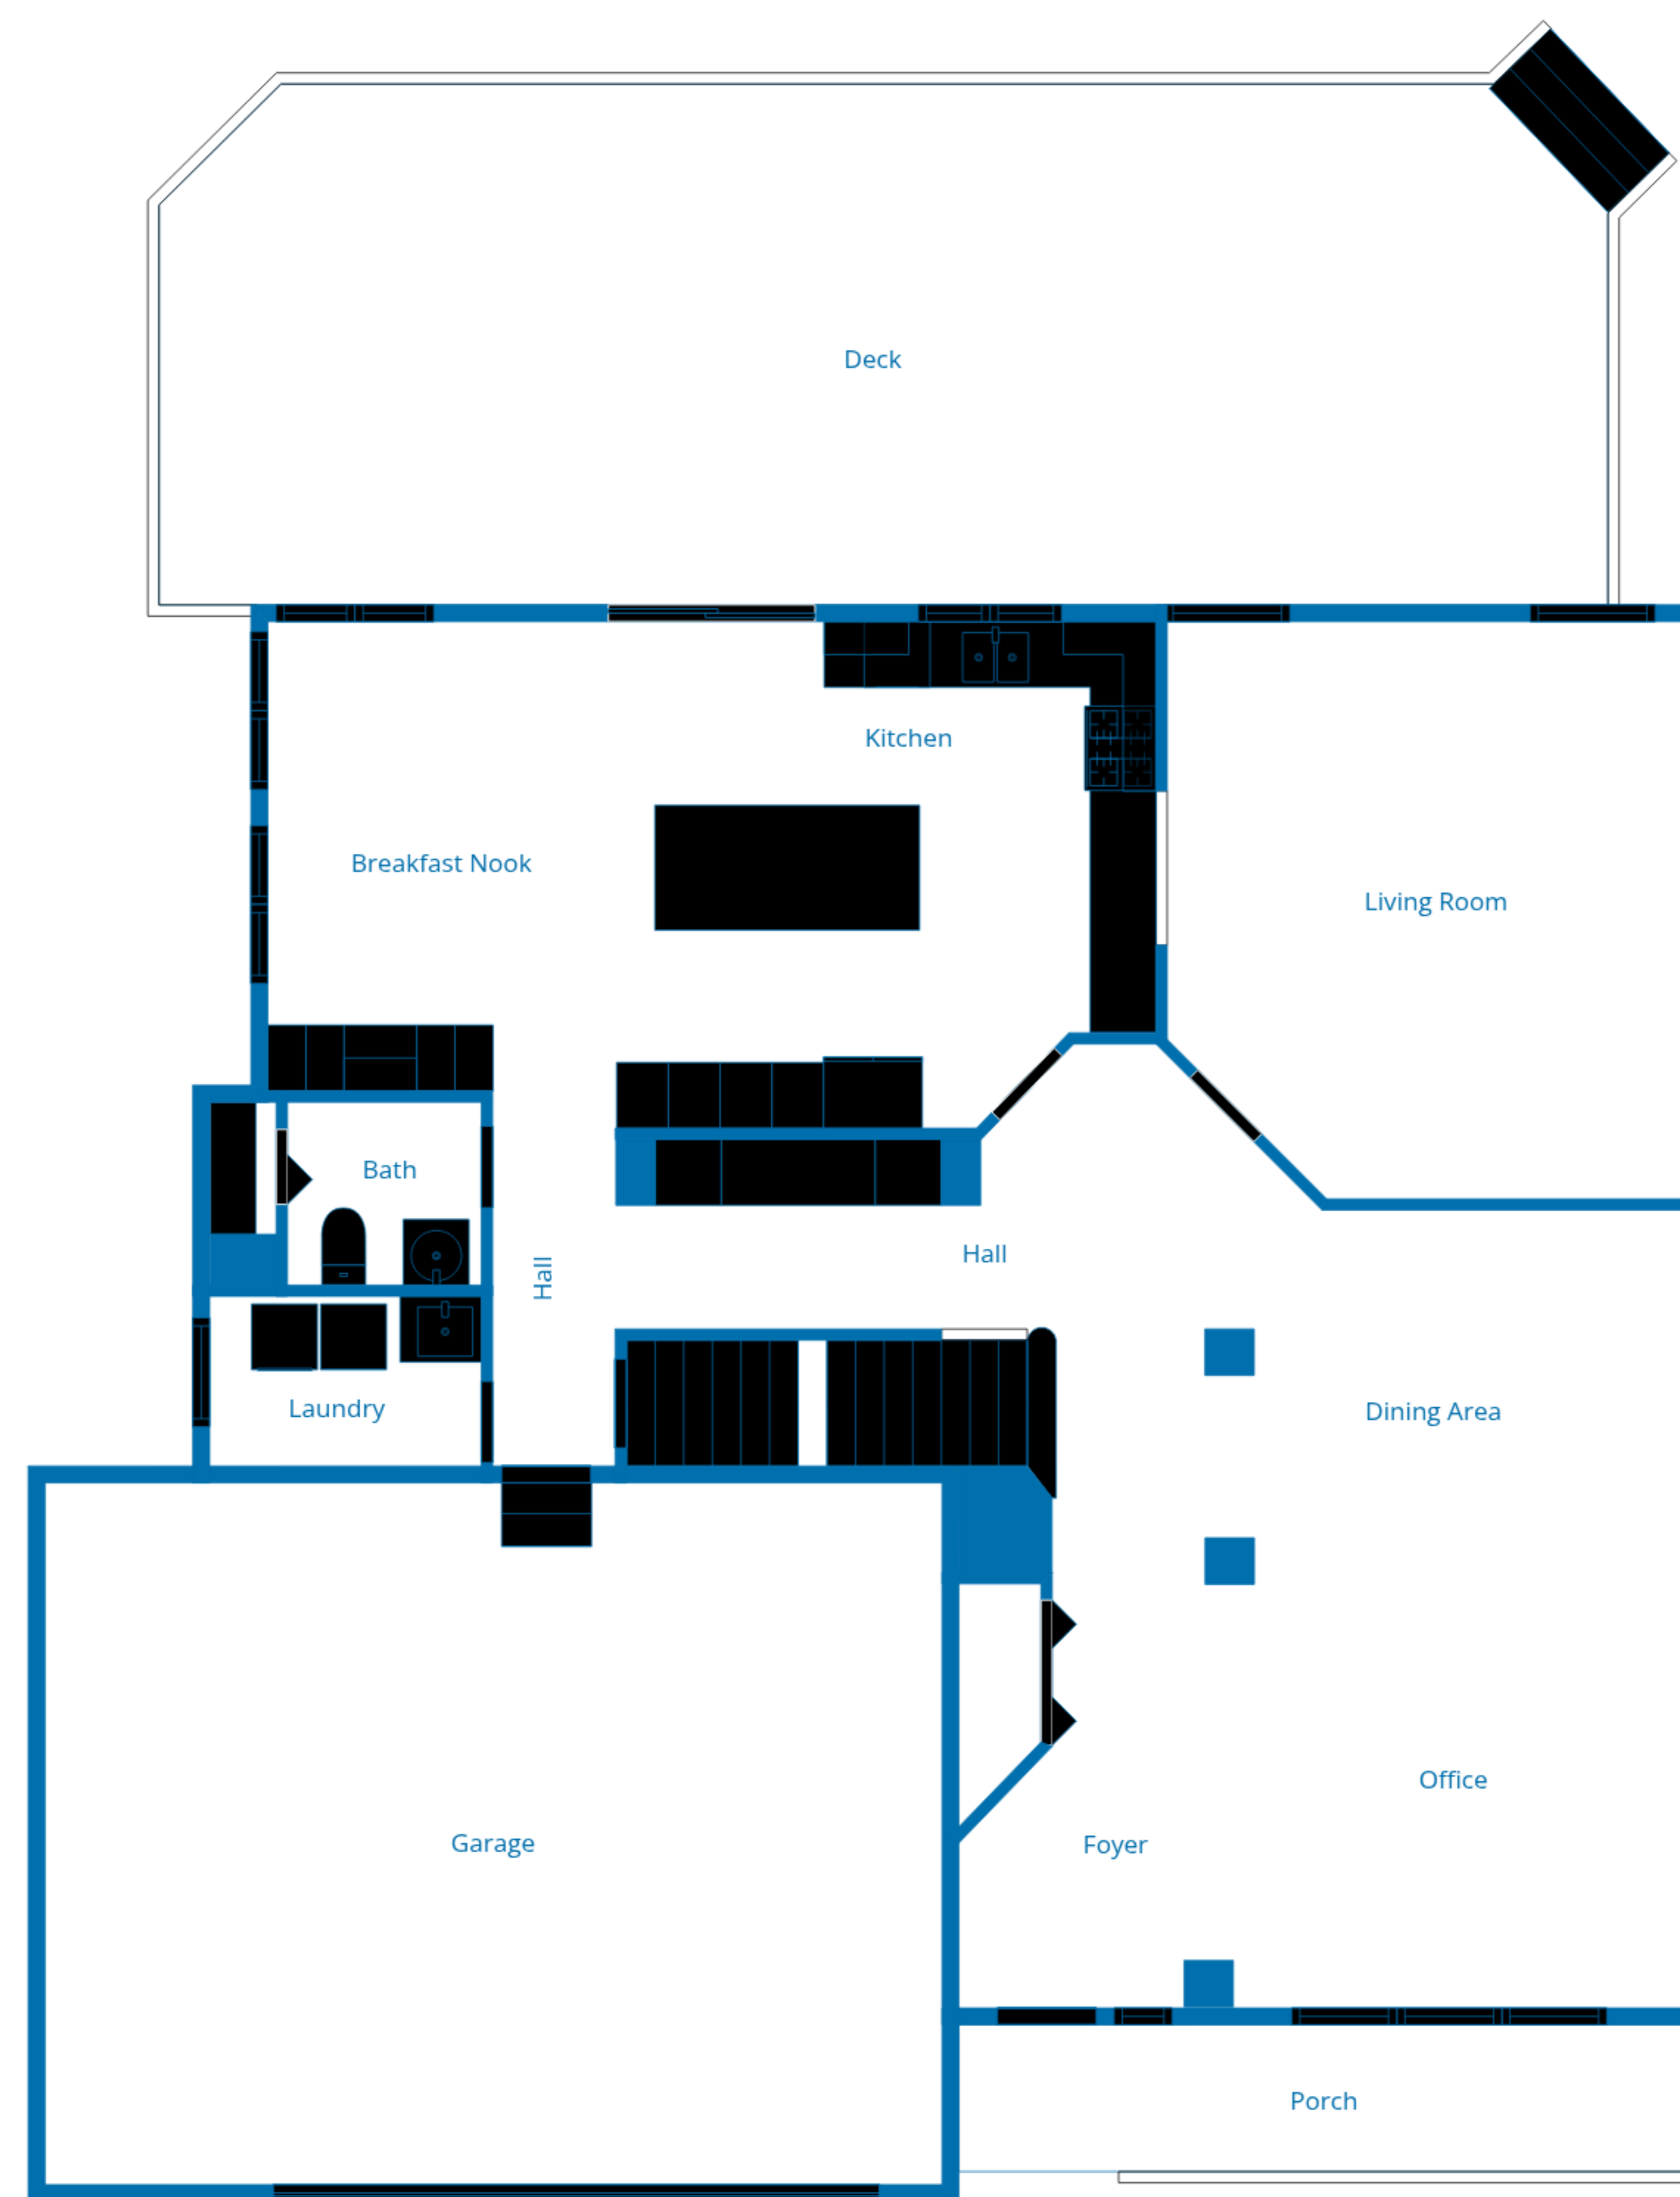 Deck
Kitchen
Breakfast Nook
Living Room
Bath
Hall
Hall
Laundry
Dining Area
Office
Garage
Foyer
Porch